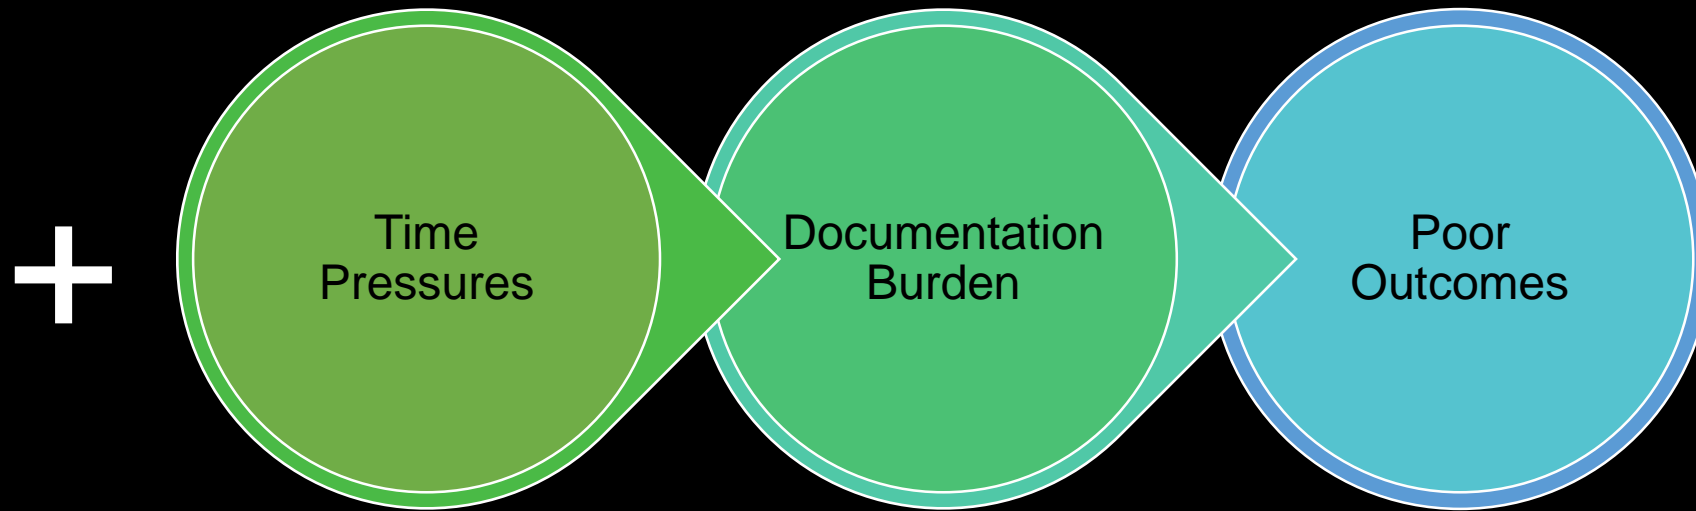 +
Time
Pressures
Documentation
Burden
Poor
Outcomes